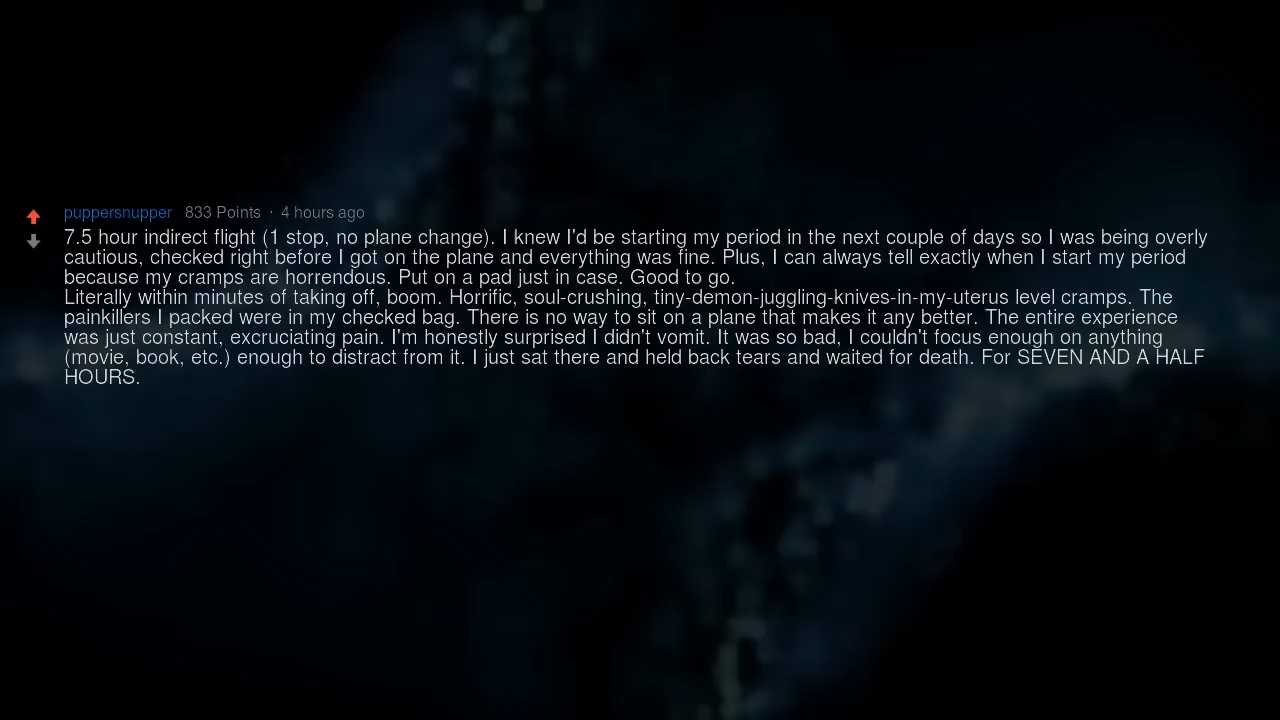 puppersnupper 833 Points · 4 hours ago
7.5 hour indirect flight (1 stop, no plane change). I knew I'd be starting my period in the next couple of days so I was being overly
cautious, checked right before I got on the plane and everything was fine. Plus, I can always tell exactly when I start my period
because my cramps are horrendous. Put on a pad just in case. Good to go.
Literally within minutes of taking off, boom. Horrific, soul-crushing, tiny-demon-juggling-knives-in-my-uterus level cramps. The
painkillers I packed were in my checked bag. There is no way to sit on a plane that makes it any better. The entire experience
was just constant, excruciating pain. I'm honestly surprised I didn't vomit. It was so bad, I couldn't focus enough on anything
(movie, book, etc.) enough to distract from it. I just sat there and held back tears and waited for death. For SEVEN AND A HALF
HOURS.